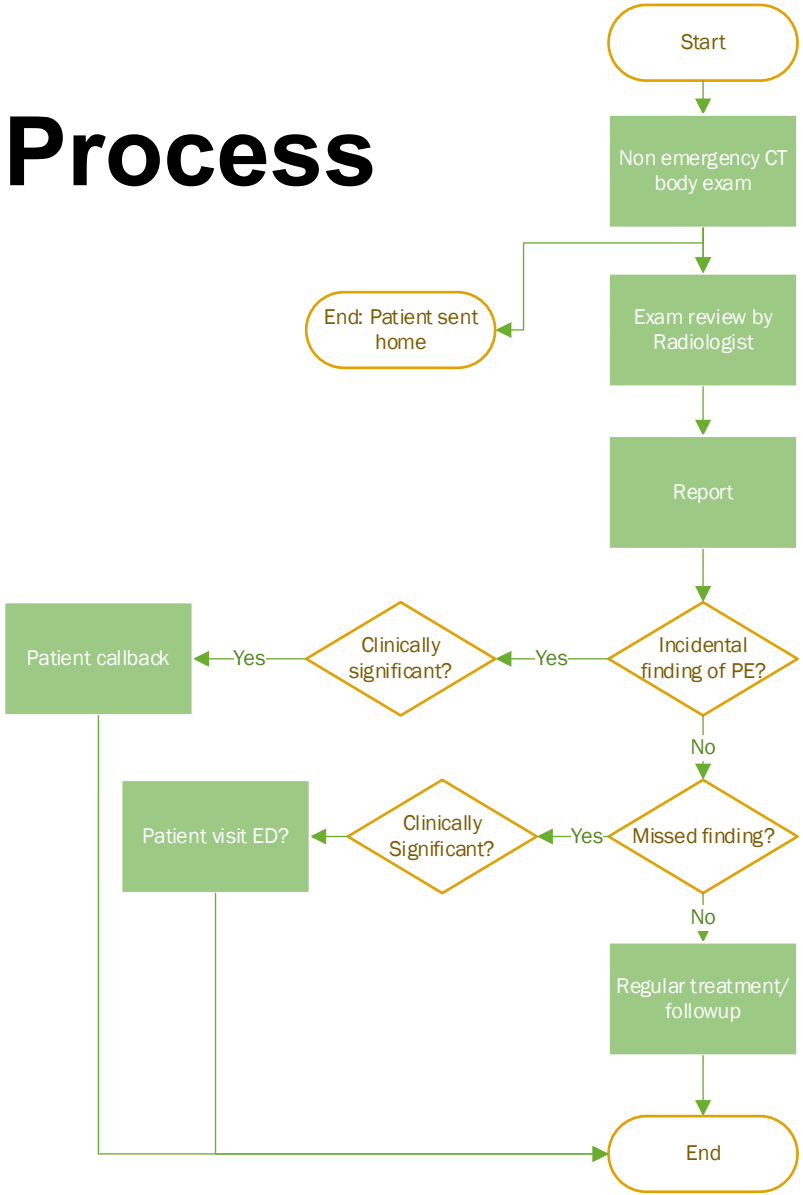 Start
Process
Non emergency CT
body exam
End: Patient sent
home
Exam review by
Radiologist
Report
Patient callback
Yes
Clinically
significant?
Yes
Incidental
finding of PE?
No
Patient visit ED?
Clinically
Significant?
Yes
Missed finding?
No
Regular treatment/
followup
End